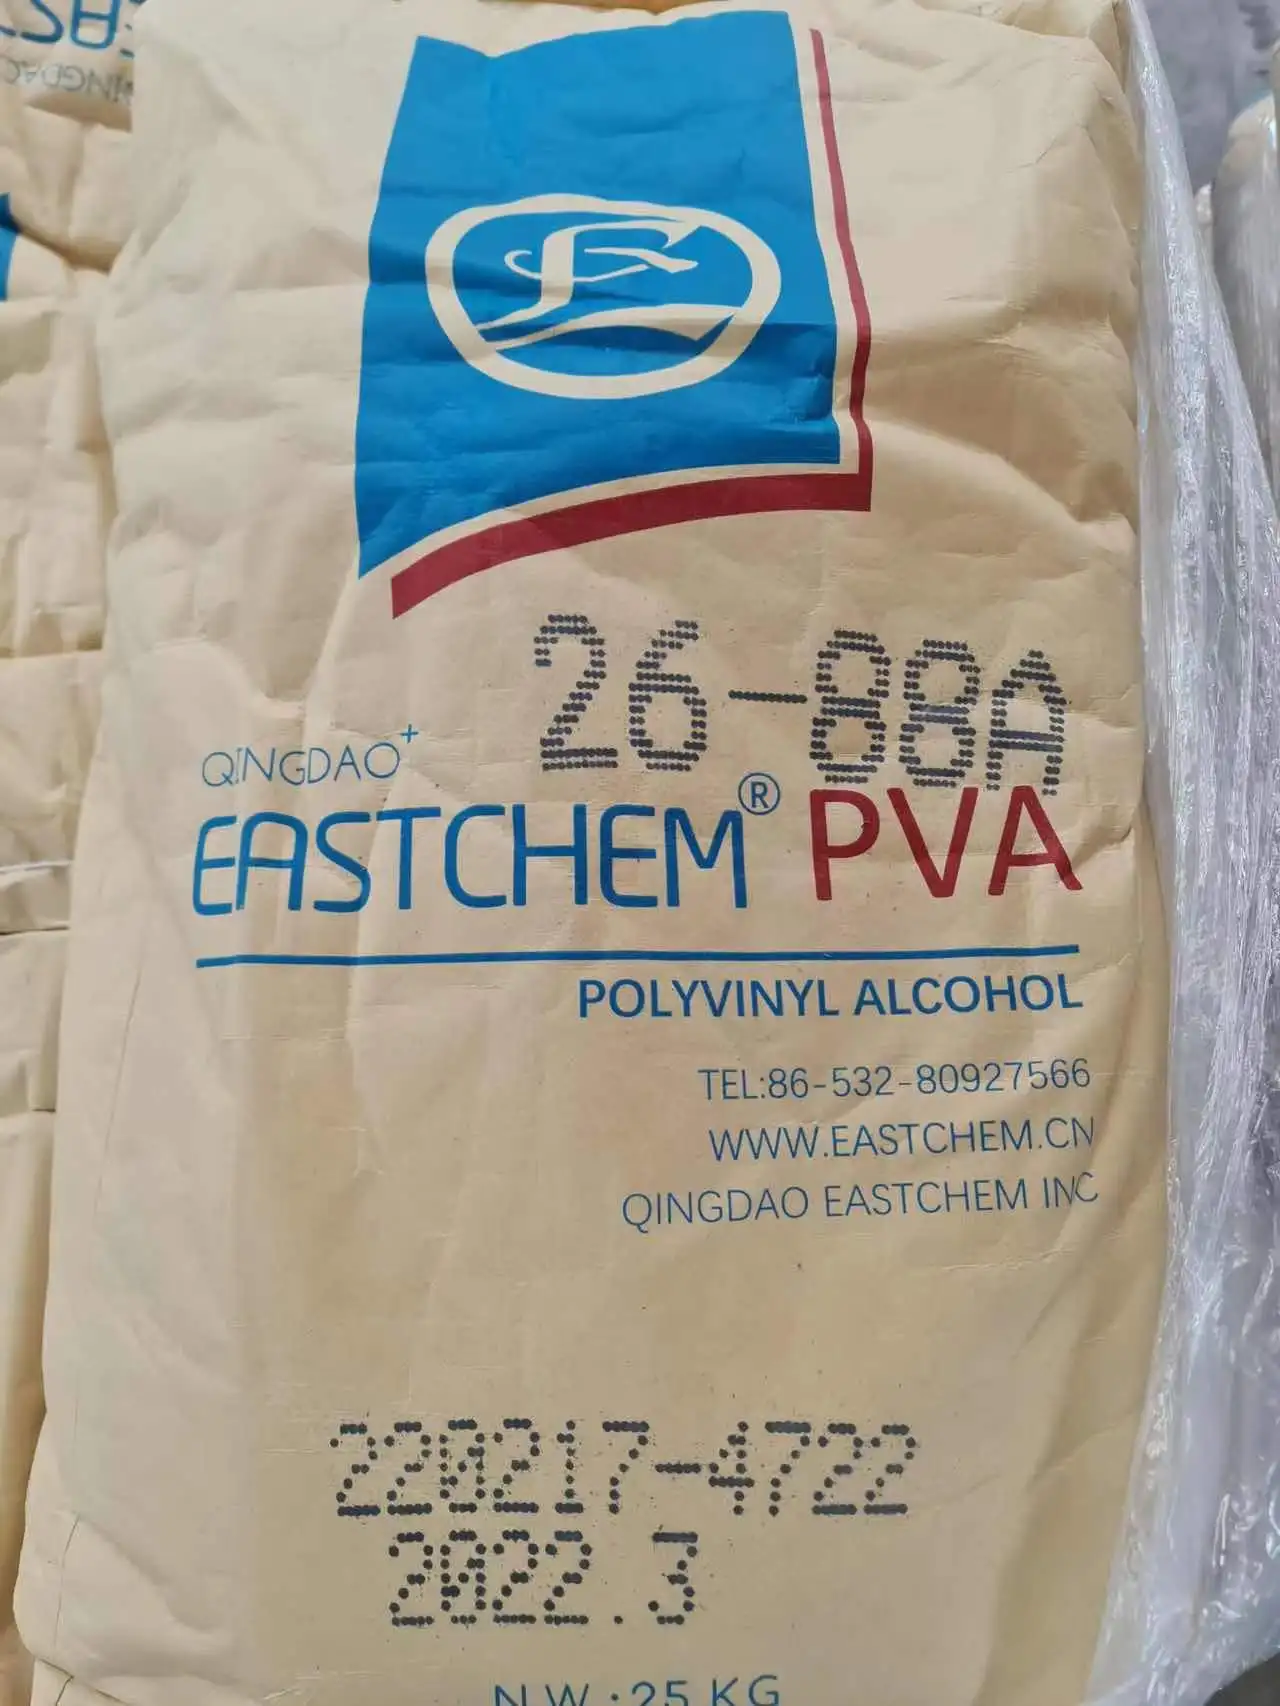 26-88A
QINGDAO+
EASTCHEM® PVA
POLYVINYL ALCOHOL
TEL:86-532-80927566
WWW.EASTCHEM.CN
QINGDAO EASTCHEM INC
220217-4722
2022.3
N.W.:25 KG